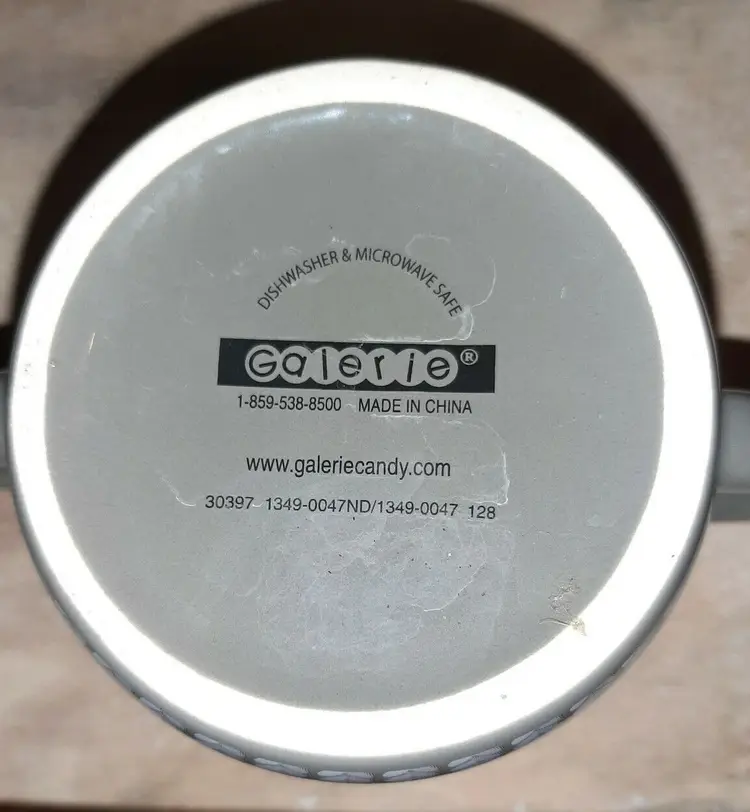 DISHWASHER & MICROWAVE SAFE
Galerie®
1-859-538-8500 MADE IN CHINA
www.galeriecandy.com
30397 1349-0047ND/1349-0047 128